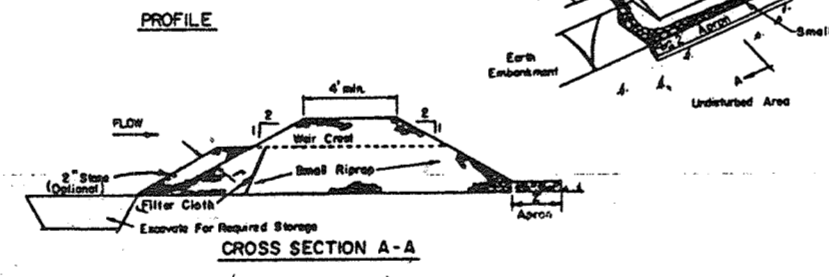 PROFILE
Earth
Embankment
Apron
Small
A
Undisturbed Area
4' min.
FLOW
2
1
2
1
Weir Crest
2" Stone
(Optional)
Small Riprap
Filter Cloth
Apron
Excavate For Required Storage
CROSS SECTION A-A